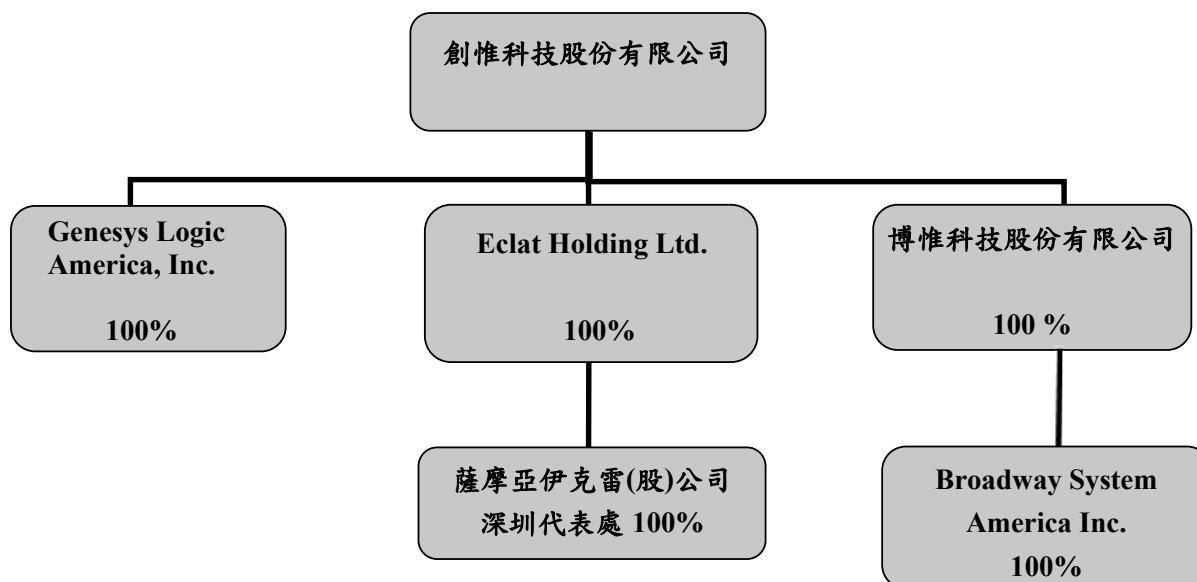 創惟科技股份有限公司
Genesys Logic
America, Inc.
100%
Eclat Holding Ltd.
100%
博惟科技股份有限公司
100 %
薩摩亞伊克雷(股)公司
深圳代表處 100%
Broadway System
America Inc.
100%